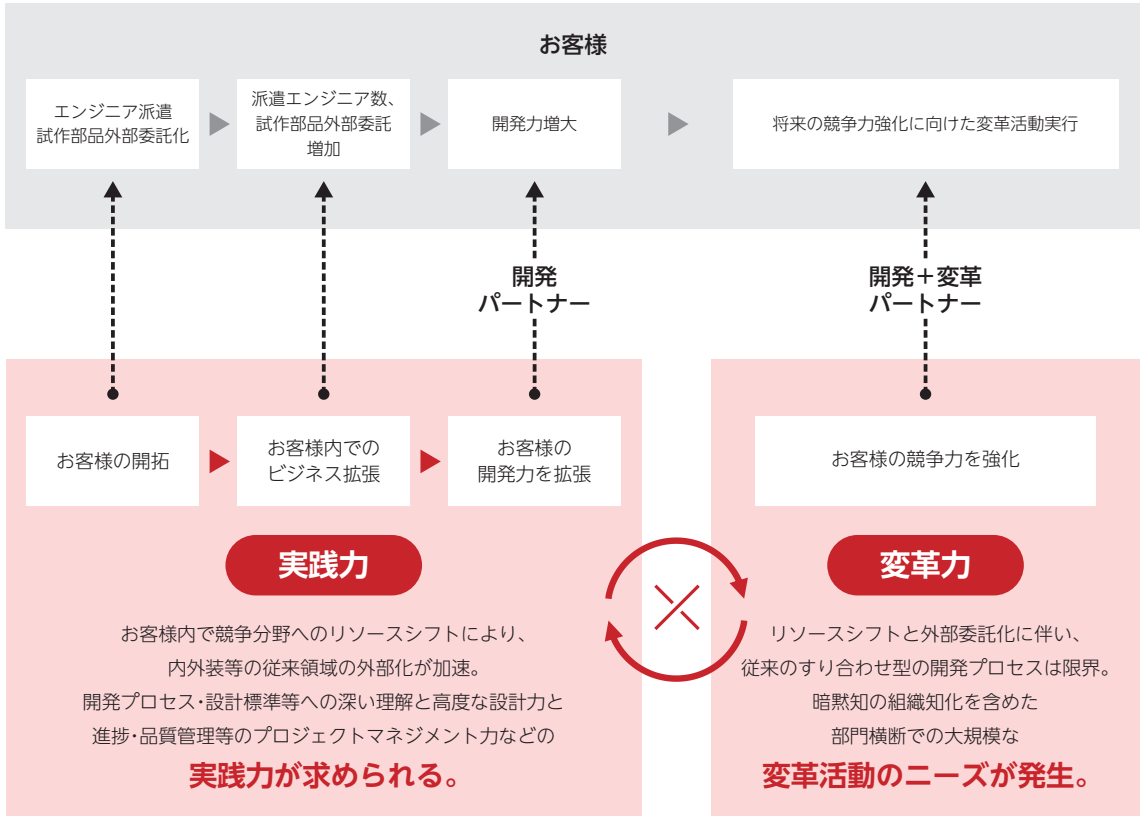 お客様
エンジニア派遣
試作部品外部委託化
派遣エンジニア数、
試作部品外部委託
増加
開発力増大
将来の競争力強化に向けた変革活動実行
開発
パートナー
開発＋変革
パートナー
お客様の開拓
お客様内での
ビジネス拡張
お客様の
開発力を拡張
お客様の競争力を強化
実践力
お客様内で競争分野へのリソースシフトにより、
内外装等の従来領域の外部化が加速。
開発プロセス・設計標準等への深い理解と高度な設計力と
進捗・品質管理等のプロジェクトマネジメント力などの
実践力が求められる。
変革力
リソースシフトと外部委託化に伴い、
従来のすり合わせ型の開発プロセスは限界。
暗黙知の組織知化を含めた
部門横断での大規模な
変革活動のニーズが発生。